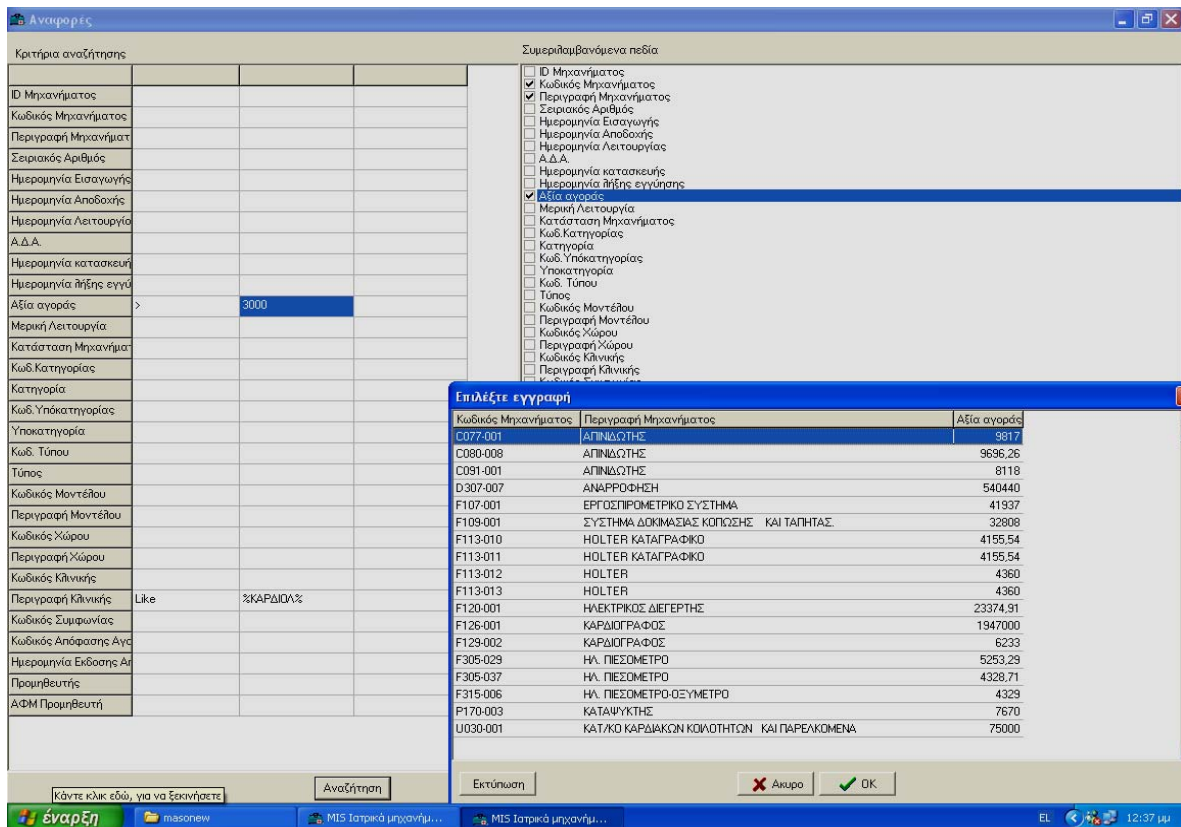 Αναφορές
Κριτήρια αναζήτησης
Συμεριλαμβανόμενα πεδία
ID Μηχανήματος
Κωδικός Μηχανήματος
Περιγραφή Μηχανήματ
Σειριακός Αριθμός
Ημερομηνία Εισαγωγής
Ημερομηνία Αποδοχής
Ημερομηνία Λειτουργία
Α.Δ.Α.
Ημερομηνία κατασκευή
Ημερομηνία λήξης εγγύ
Αξία αγοράς > 3000
Μερική Λειτουργία
Κατάσταση Μηχανήματ
Κωδ.Κατηγορίας
Κατηγορία
Κωδ.Υπόκατηγορίας
Υποκατηγορία
Κωδ. Τύπου
Τύπος
Κωδικός Μοντέλου
Περιγραφή Μοντέλου
Κωδικός Χώρου
Περιγραφή Χώρου
Κωδικός Κλινικής
Περιγραφή Κλινικής Like %ΚΑΡΔΙΟΛ%
Κωδικός Συμφωνίας
Κωδικός Απόφασης Αγο
Ημερομηνία Εκδοσης Απ
Προμηθευτής
ΑΦΜ Προμηθευτή
ID Μηχανήματος
Κωδικός Μηχανήματος
Περιγραφή Μηχανήματος
Σειριακός Αριθμός
Ημερομηνία Εισαγωγής
Ημερομηνία Αποδοχής
Ημερομηνία Λειτουργίας
Α.Δ.Α.
Ημερομηνία κατασκευής
Ημερομηνία λήξης εγγύησης
Αξία αγοράς
Μερική Λειτουργία
Κατάσταση Μηχανήματος
Κωδ.Κατηγορίας
Κατηγορία
Κωδ.Υπόκατηγορίας
Υποκατηγορία
Κωδ. Τύπου
Τύπος
Κωδικός Μοντέλου
Περιγραφή Μοντέλου
Κωδικός Χώρου
Περιγραφή Χώρου
Κωδικός Κλινικής
Περιγραφή Κλινικής
Επιλέξτε εγγραφή
Κωδικός Μηχανήματος Περιγραφή Μηχανήματος Αξία αγοράς
C077-001 ΑΠΙΝΙΔΩΤΗΣ 9817
C080-008 ΑΠΙΝΙΔΩΤΗΣ 9696,26
C091-001 ΑΠΙΝΙΔΩΤΗΣ 8118
D307-007 ΑΝΑΡΡΟΦΗΣΗ 540440
F107-001 ΕΡΓΟΣΠΙΡΟΜΕΤΡΙΚΟ ΣΥΣΤΗΜΑ 41937
F109-001 ΣΥΣΤΗΜΑ ΔΟΚΙΜΑΣΙΑΣ ΚΟΠΩΣΗΣ ΚΑΙ ΤΑΠΗΤΑΣ. 32808
F113-010 HOLTER ΚΑΤΑΓΡΑΦΙΚΟ 4155,54
F113-011 HOLTER ΚΑΤΑΓΡΑΦΙΚΟ 4155,54
F113-012 HOLTER 4360
F113-013 HOLTER 4360
F120-001 ΗΛΕΚΤΡΙΚΟΣ ΔΙΕΓΕΡΤΗΣ 23374,91
F126-001 ΚΑΡΔΙΟΓΡΑΦΟΣ 1947000
F129-002 ΚΑΡΔΙΟΓΡΑΦΟΣ 6233
F305-029 ΗΛ. ΠΙΕΣΟΜΕΤΡΟ 5253,29
F305-037 ΗΛ. ΠΙΕΣΟΜΕΤΡΟ 4328,71
F315-006 ΗΛ. ΠΙΕΣΟΜΕΤΡΟ-ΟΞΥΜΕΤΡΟ 4329
P170-003 ΚΑΤΑΨΥΚΤΗΣ 7670
U030-001 ΚΑΤ/ΚΟ ΚΑΡΔΙΑΚΩΝ ΚΟΙΛΟΤΗΤΩΝ ΚΑΙ ΠΑΡΕΛΚΟΜΕΝΑ 75000
Εκτύπωση Ακυρο OK
Αναζήτηση
Κάντε κλικ εδώ, για να ξεκινήσετε
έναρξη masonew MIS Ιατρικά μηχανήμ... MIS Ιατρικά μηχανήμ... EL 12:37 μμ